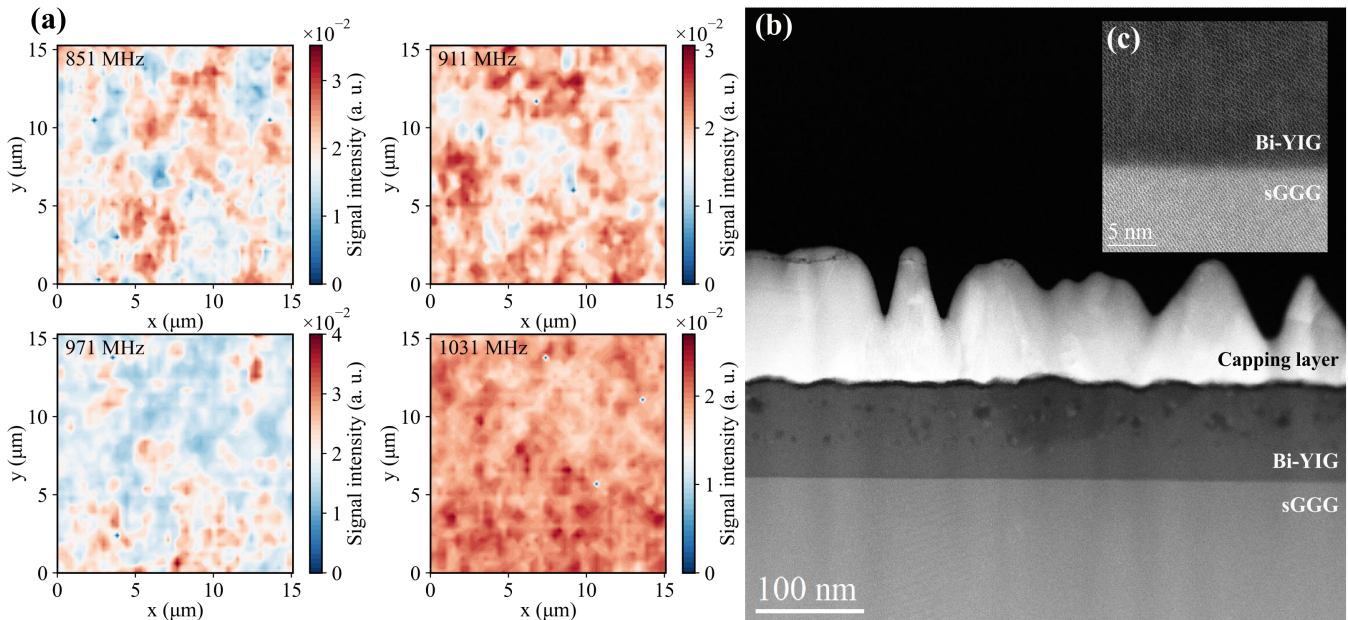 (a)
851 MHz
×10⁻²
15
10
5
0
y (μm)
0 5 10 15
x (μm)
3
2
1
0
Signal intensity (a. u.)
911 MHz
×10⁻²
15
10
5
0
y (μm)
0 5 10 15
x (μm)
3
2
1
0
Signal intensity (a. u.)
971 MHz
×10⁻²
15
10
5
0
y (μm)
0 5 10 15
x (μm)
4
3
2
1
0
Signal intensity (a. u.)
1031 MHz
×10⁻²
15
10
5
0
y (μm)
0 5 10 15
x (μm)
2
1
0
Signal intensity (a. u.)
(b)
(c)
Bi-YIG
sGGG
5 nm
Capping layer
Bi-YIG
sGGG
100 nm